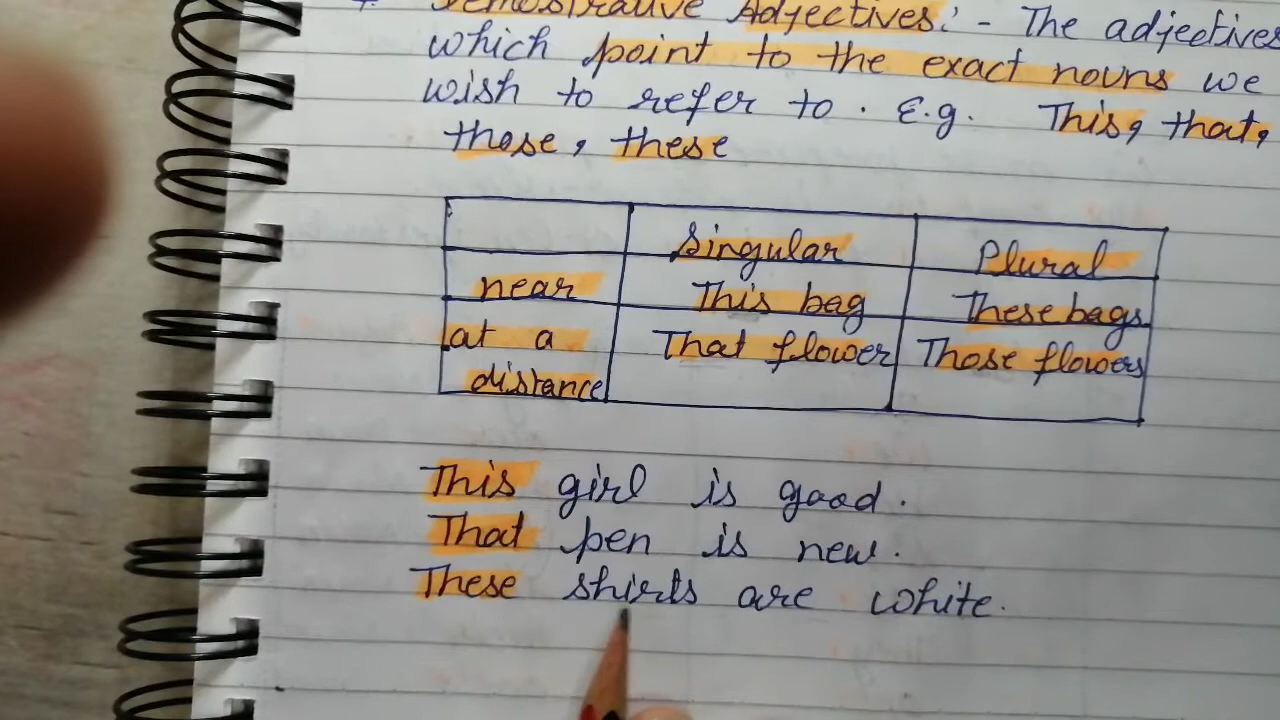 Demostrative Adjectives: - The adjectives
which point to the exact nouns we
wish to refer to. E.g. This, that,
those, these
Singular Plural
near This bag These bags
at a That flower Those flowers
distance
This girl is good.
That pen is new.
These shirts are white.